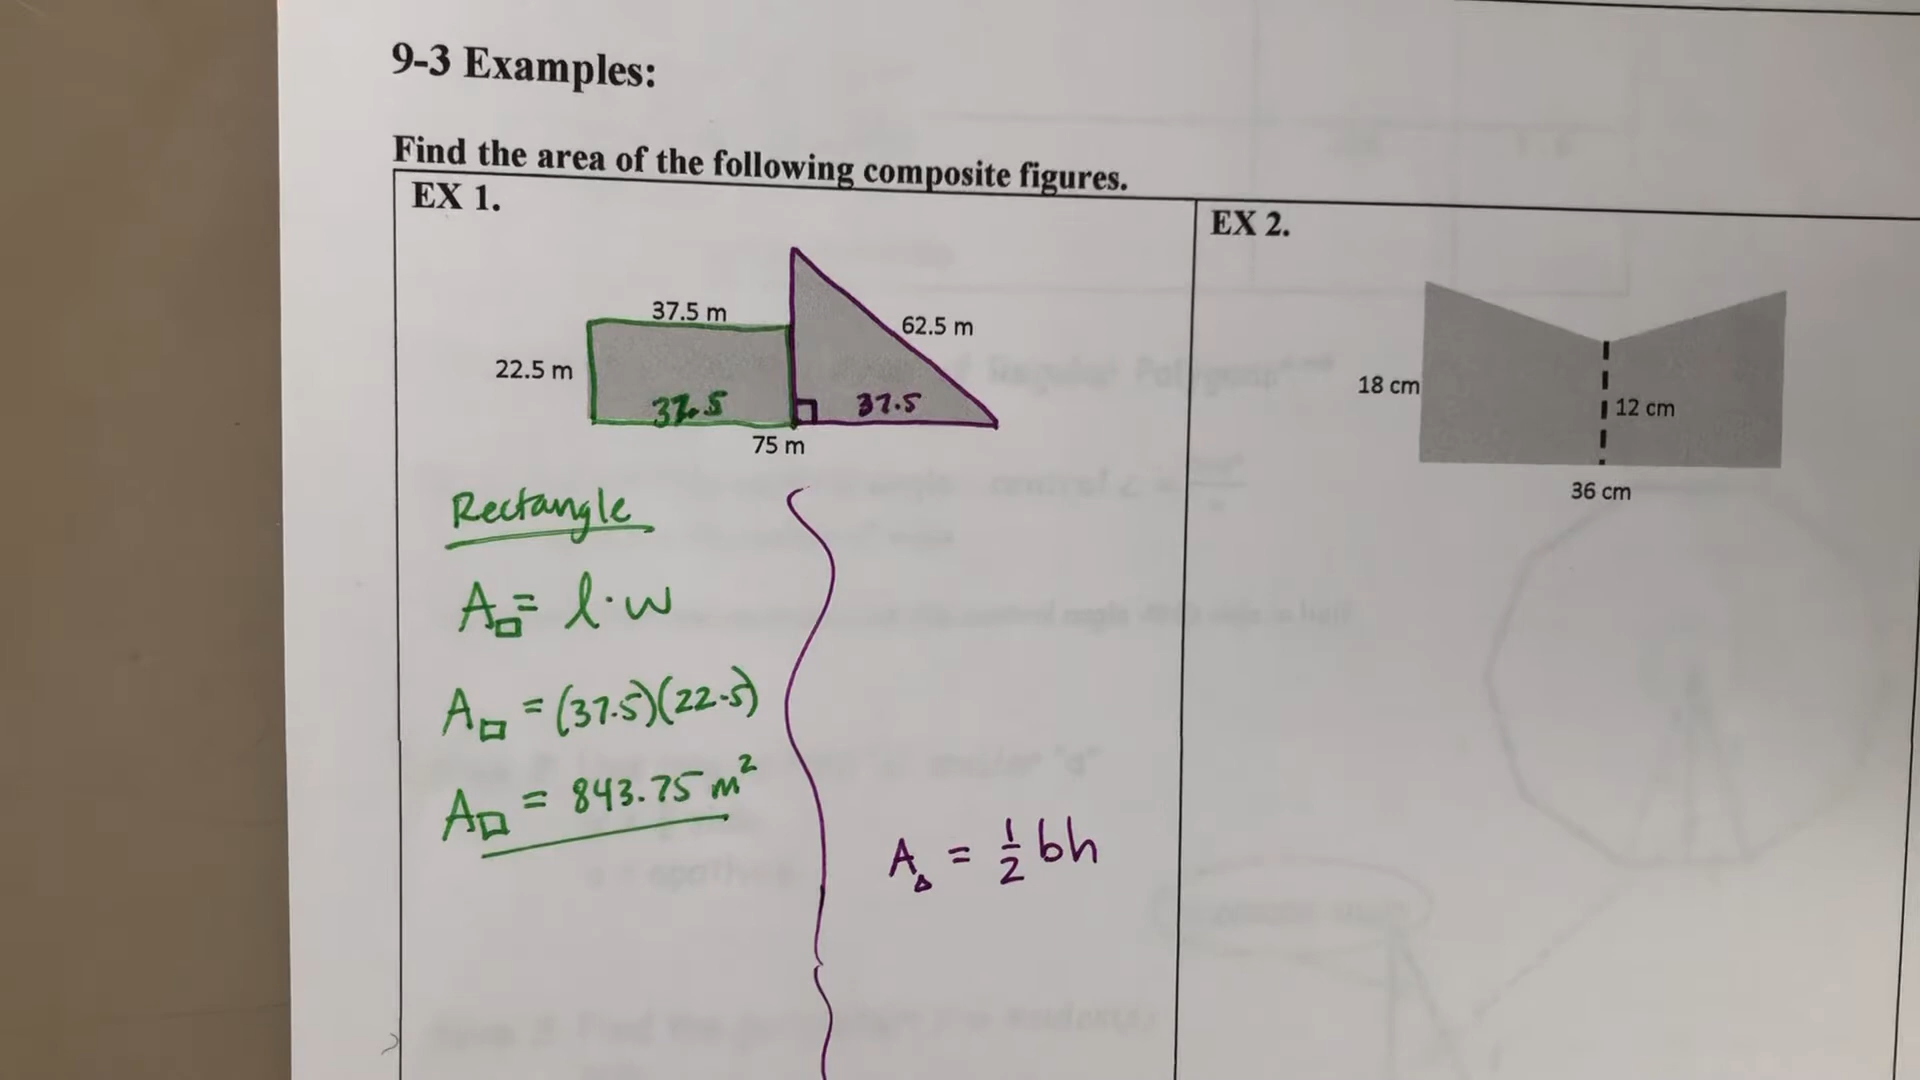 9-3 Examples:
Find the area of the following composite figures.
EX 1.
37.5 m
62.5 m
22.5 m
37.5
37.5
75 m
Rectangle
A▭ = l·w
A▭ = (37.5)(22.5)
A▭ = 843.75 m²
A△ = 1/2 bh
EX 2.
18 cm
12 cm
36 cm